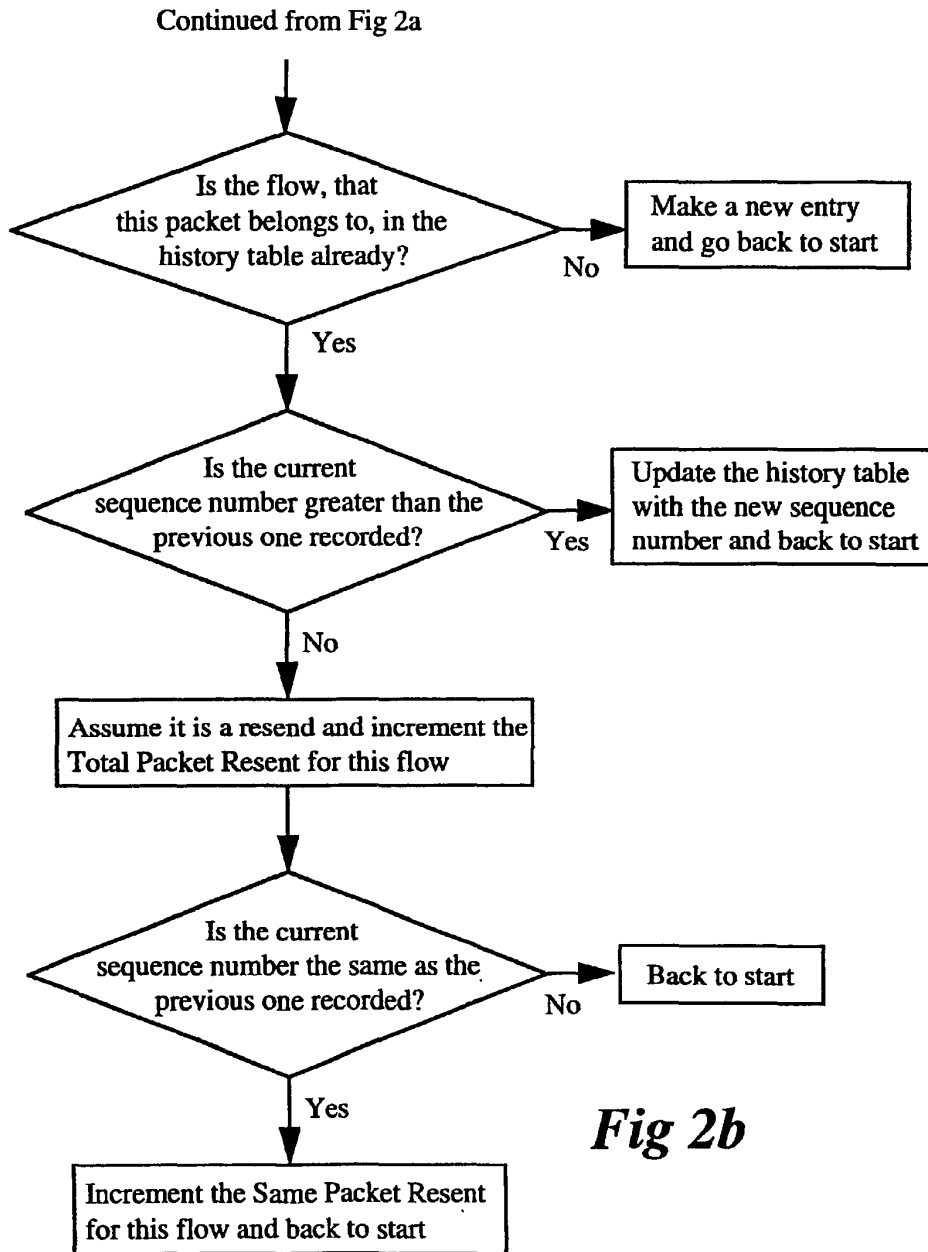 Continued from Fig 2a
Is the flow, that
this packet belongs to, in the
history table already?
No
Make a new entry
and go back to start
Yes
Is the current
sequence number greater than the
previous one recorded?
Yes
Update the history table
with the new sequence
number and back to start
No
Assume it is a resend and increment the
Total Packet Resent for this flow
Is the current
sequence number the same as the
previous one recorded?
No
Back to start
Yes
Fig 2b
Increment the Same Packet Resent
for this flow and back to start